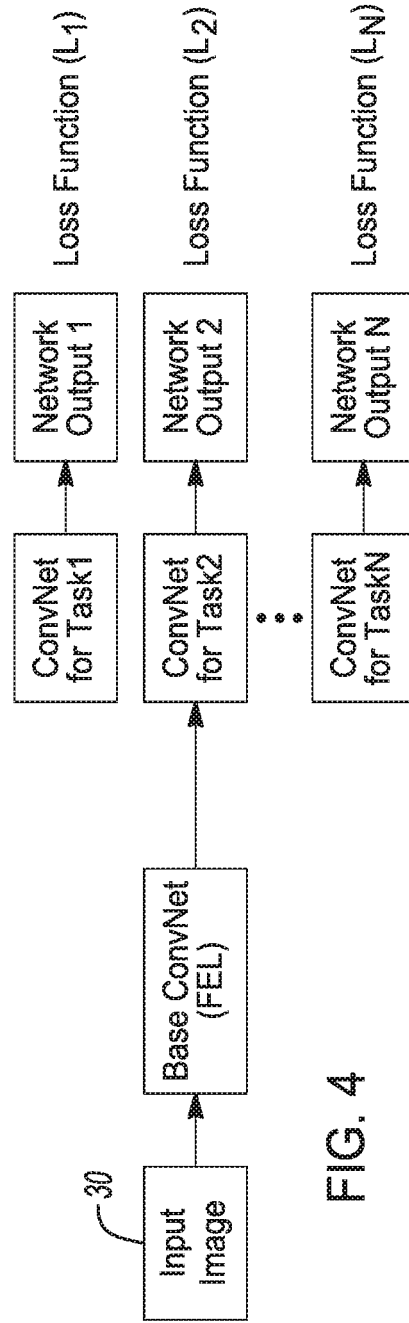 30
Input
Image
Base ConvNet
(FEL)
ConvNet
for Task1
Network
Output 1
Loss Function (L1)
ConvNet
for Task2
Network
Output 2
Loss Function (L2)
•••
ConvNet
for TaskN
Network
Output N
Loss Function (LN)
FIG. 4